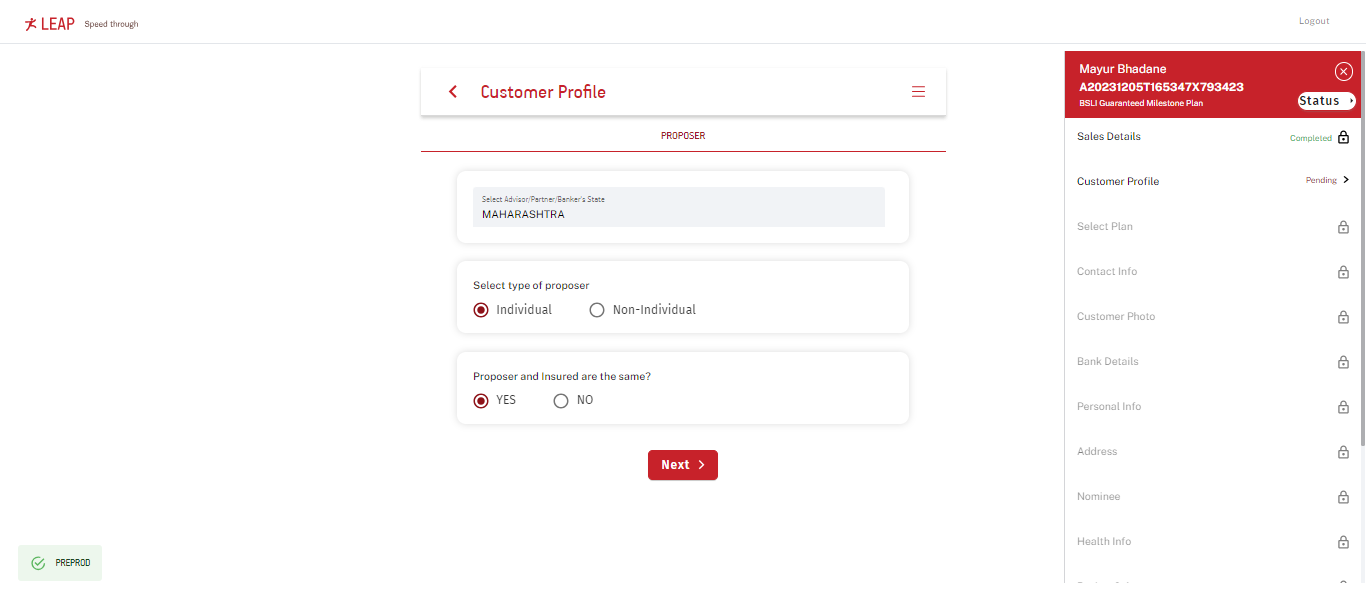 LEAP Speed through
Logout
Customer Profile
PROPOSER
Select Advisor/Partner/Banker's State
MAHARASHTRA
Select type of proposer
Individual Non-Individual
Proposer and Insured are the same?
YES NO
Next
PREPROD
Mayur Bhadane
A20231205T165347X793423
BSLI Guaranteed Milestone Plan
Status
Sales Details Completed
Customer Profile Pending
Select Plan
Contact Info
Customer Photo
Bank Details
Personal Info
Address
Nominee
Health Info